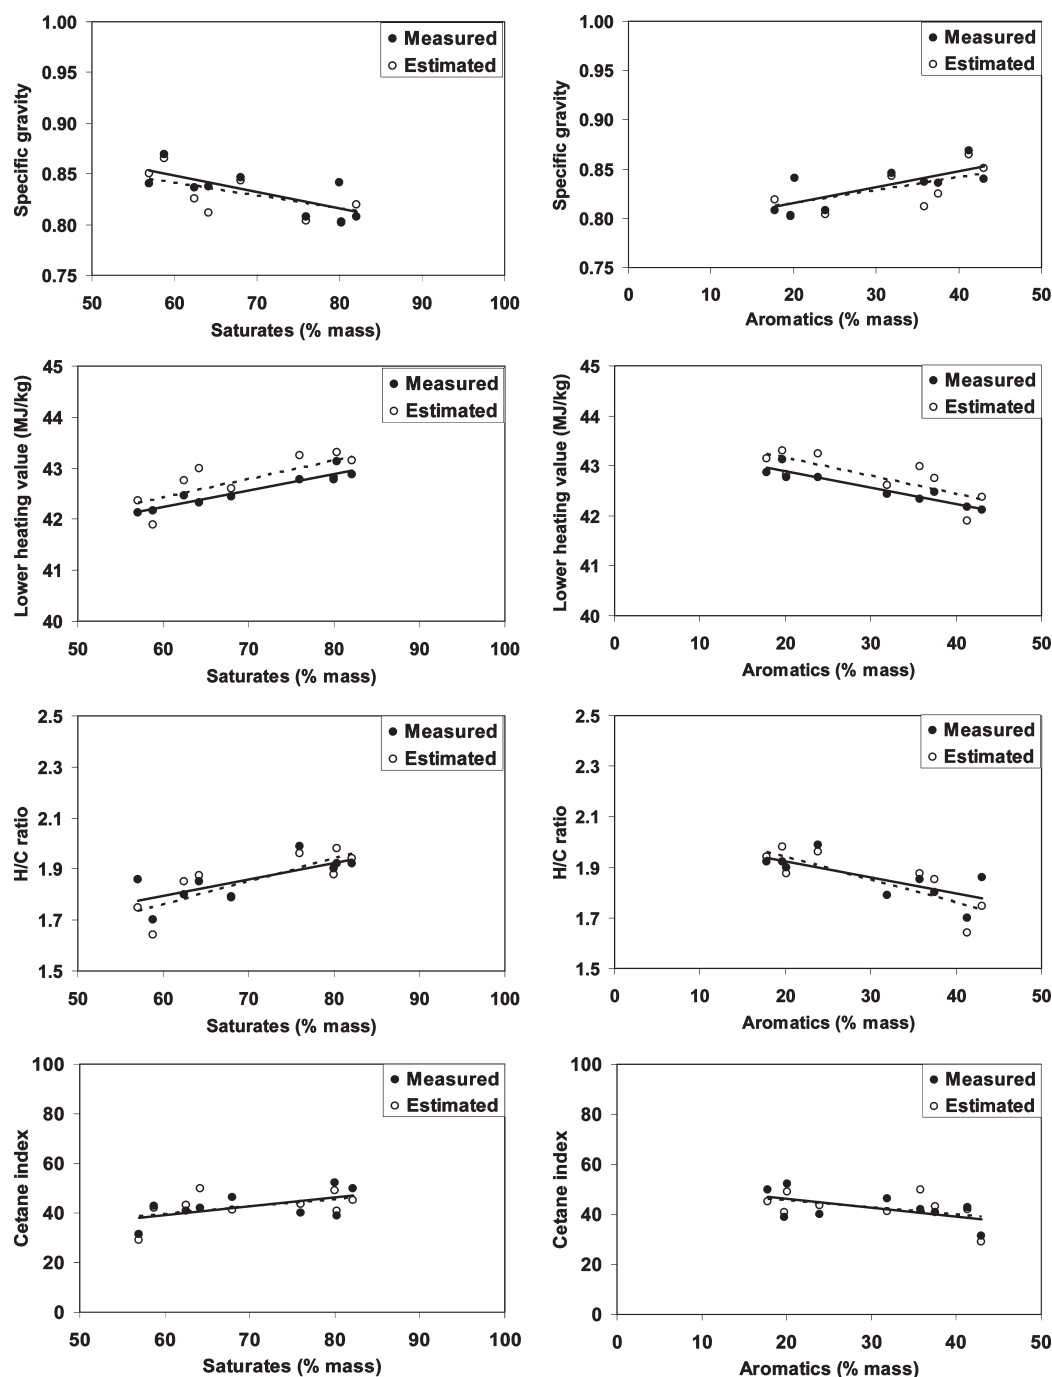 1.00
0.95
0.90
0.85
0.80
0.75
Specific gravity
Measured
Estimated
50 60 70 80 90 100
Saturates (% mass)
1.00
0.95
0.90
0.85
0.80
0.75
Specific gravity
Measured
Estimated
0 10 20 30 40 50
Aromatics (% mass)
45
44
43
42
41
40
Lower heating value (MJ/kg)
Measured
Estimated
50 60 70 80 90 100
Saturates (% mass)
45
44
43
42
41
40
Lower heating value (MJ/kg)
Measured
Estimated
0 10 20 30 40 50
Aromatics (% mass)
2.5
2.3
2.1
1.9
1.7
1.5
H/C ratio
Measured
Estimated
50 60 70 80 90 100
Saturates (% mass)
2.5
2.3
2.1
1.9
1.7
1.5
H/C ratio
Measured
Estimated
0 10 20 30 40 50
Aromatics (% mass)
100
80
60
40
20
0
Cetane index
Measured
Estimated
50 60 70 80 90 100
Saturates (% mass)
100
80
60
40
20
0
Cetane index
Measured
Estimated
0 10 20 30 40 50
Aromatics (% mass)